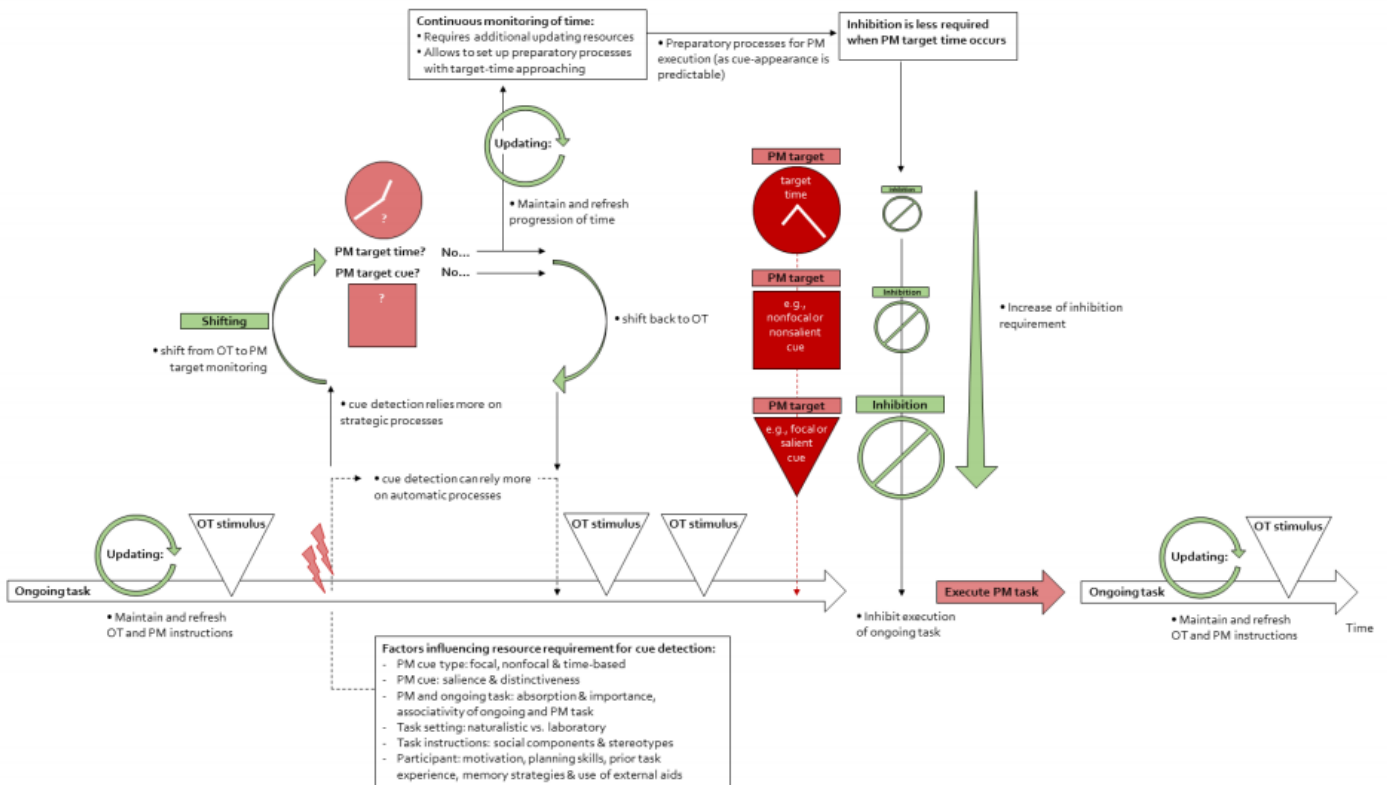 Continuous monitoring of time:
• Requires additional updating resources
• Allows to set up preparatory processes
with target-time approaching
• Preparatory processes for PM
execution (as cue-appearance is
predictable)
Inhibition is less required
when PM target time occurs
Updating:
• Maintain and refresh
progression of time
?
PM target time? No...
PM target cue? No...
?
Shifting
• shift from OT to PM
target monitoring
• shift back to OT
• cue detection relies more on
strategic processes
• cue detection can rely more
on automatic processes
PM target
target
time
Inhibition
PM target
e.g.,
nonfocal or
nonsalient
cue
Inhibition
• Increase of inhibition
requirement
PM target
e.g., focal or
salient
cue
Inhibition
Ongoing task
Updating:
• Maintain and refresh
OT and PM instructions
OT stimulus
OT stimulus
OT stimulus
• Inhibit execution
of ongoing task
Execute PM task
Ongoing task
Updating:
• Maintain and refresh
OT and PM instructions
OT stimulus
Time
Factors influencing resource requirement for cue detection:
- PM cue type: focal, nonfocal & time-based
- PM cue: salience & distinctiveness
- PM and ongoing task: absorption & importance,
associativity of ongoing and PM task
- Task setting: naturalistic vs. laboratory
- Task instructions: social components & stereotypes
- Participant: motivation, planning skills, prior task
experience, memory strategies & use of external aids